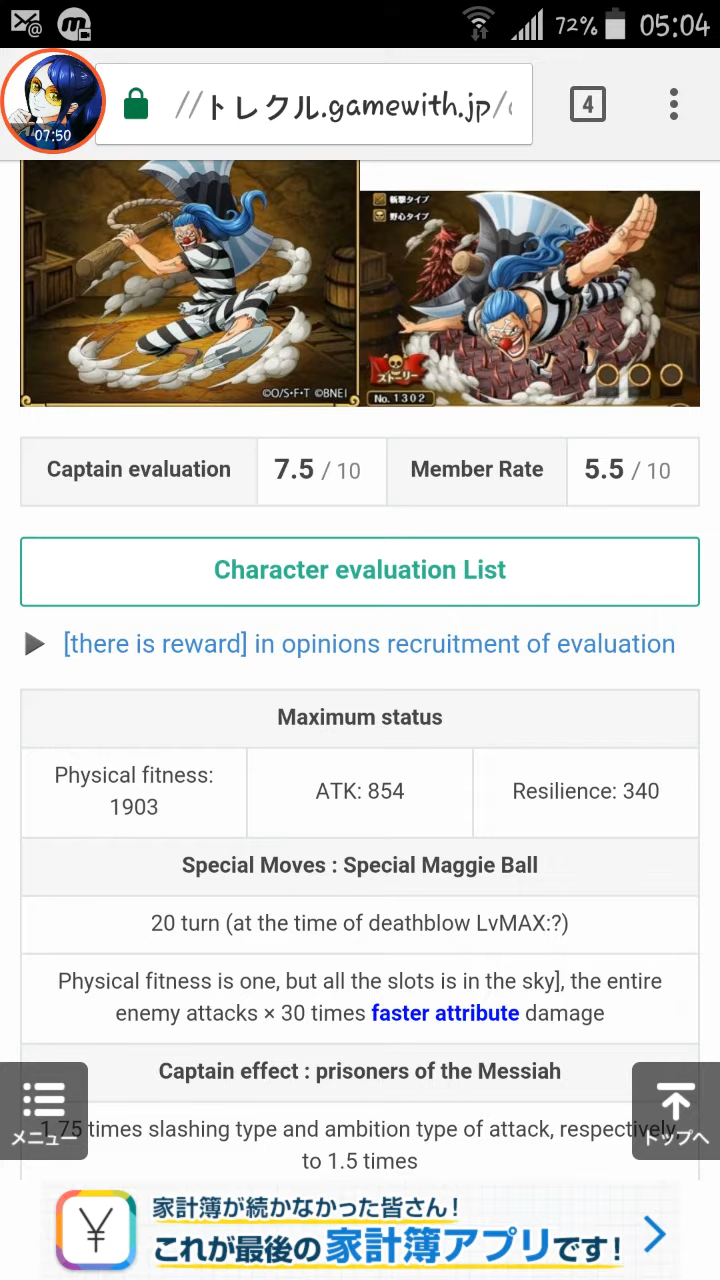 72% 05:04
07:50
//トレクル.gamewith.jp/
4
©O/S・F・T ©BNEI
斬撃タイプ
野心タイプ
ストーリー
No.1302
Captain evaluation 7.5 / 10 Member Rate 5.5 / 10
Character evaluation List
[there is reward] in opinions recruitment of evaluation
Maximum status
Physical fitness:
1903
ATK: 854
Resilience: 340
Special Moves : Special Maggie Ball
20 turn (at the time of deathblow LvMAX:?)
Physical fitness is one, but all the slots is in the sky], the entire
enemy attacks × 30 times faster attribute damage
Captain effect : prisoners of the Messiah
1.75 times slashing type and ambition type of attack, respectively,
to 1.5 times
メニュー
トップへ
家計簿が続かなかった皆さん!
これが最後の家計簿アプリです!